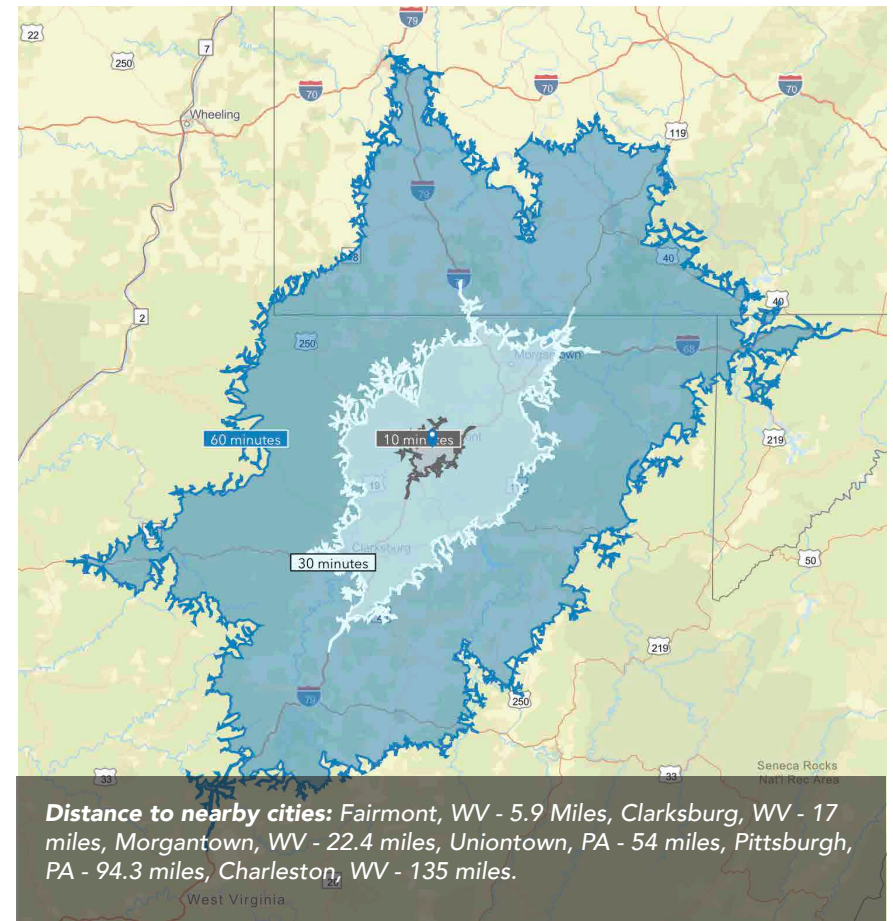 79
22
7
250
70
70
70
Wheeling
119
79
40
40
2
250
Morgantown
68
60 minutes
10 minutes
219
19
Clarksburg
30 minutes
50
219
79
250
Seneca Rocks
Nat'l Rec Area
33
33
Distance to nearby cities: Fairmont, WV - 5.9 Miles, Clarksburg, WV - 17
miles, Morgantown, WV - 22.4 miles, Uniontown, PA - 54 miles, Pittsburgh,
PA - 94.3 miles, Charleston, WV - 135 miles.
20
West Virginia